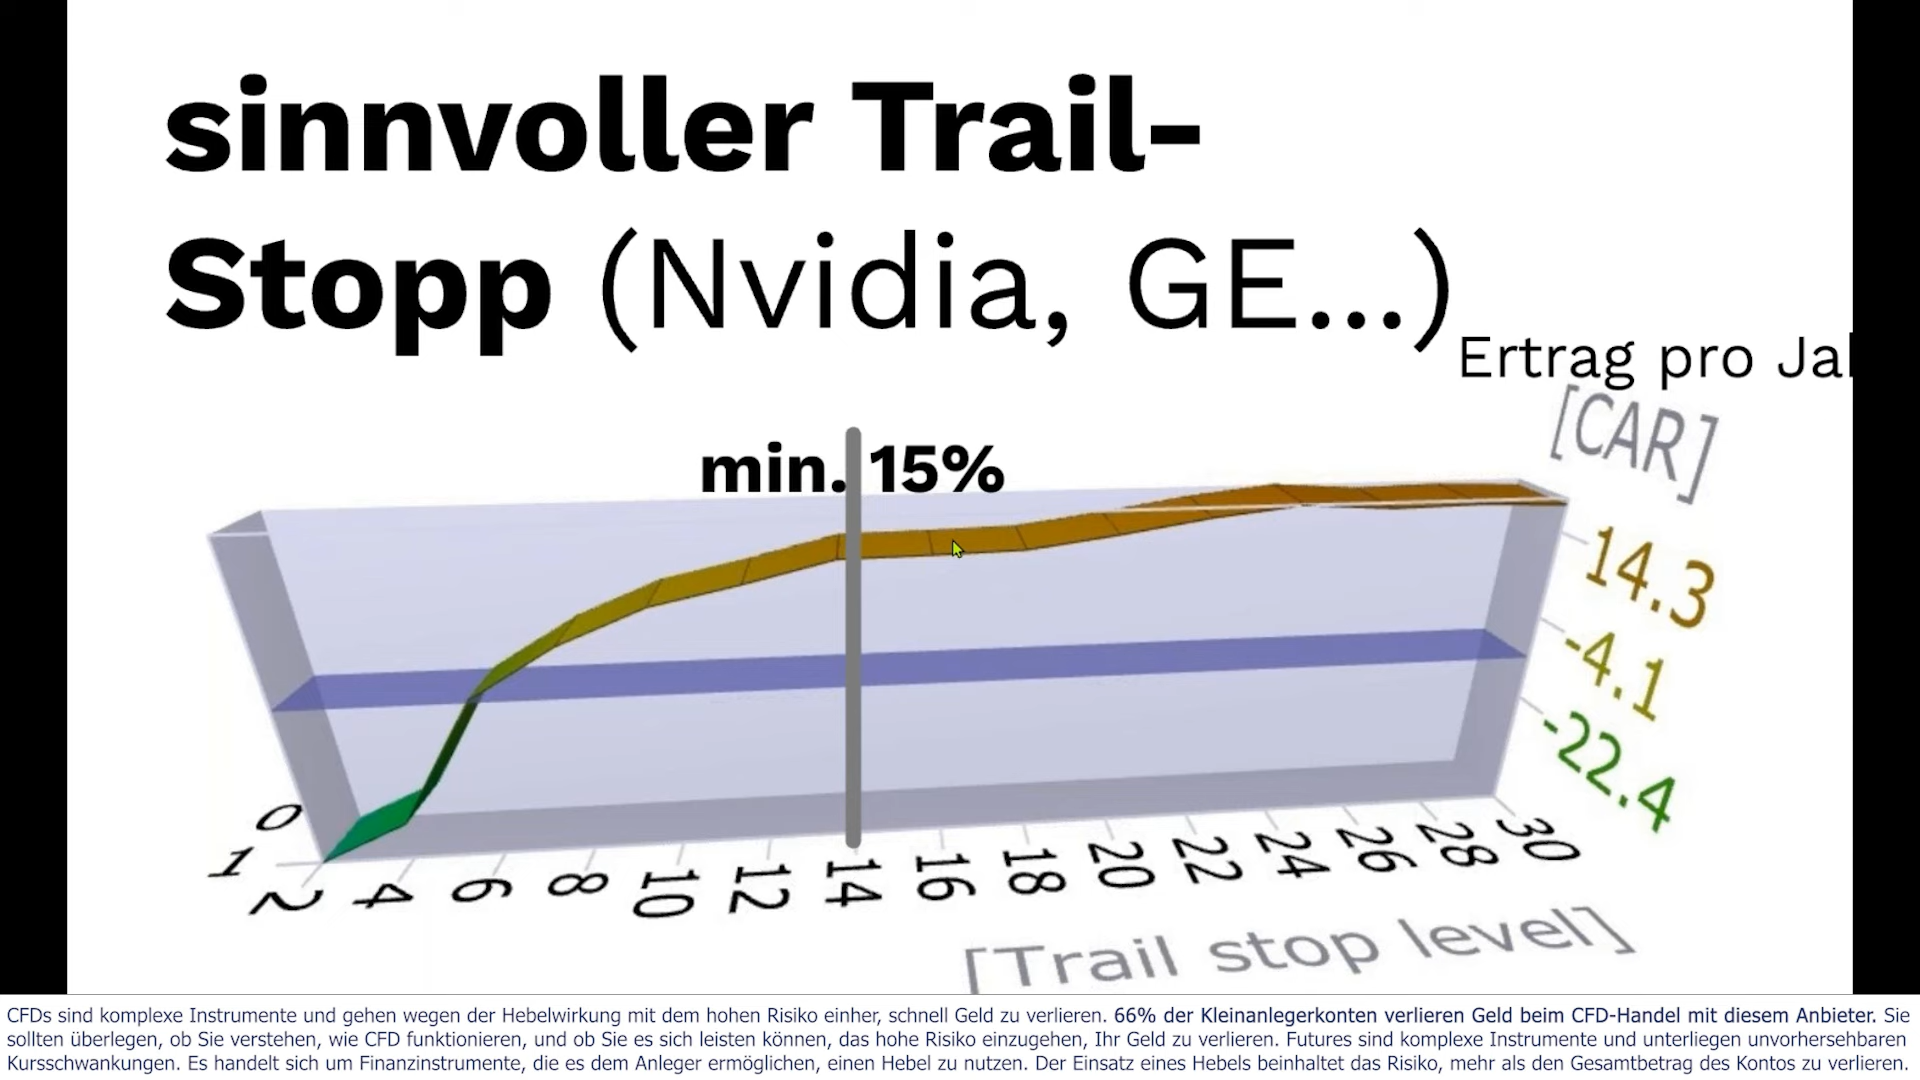 sinnvoller Trail-
Stopp (Nvidia, GE...)
Ertrag pro
[CAR]
min. 15%
14.3
-4.1
-22.4
0
1
2 4 6 8 10 12 14 16 18 20 22 24 26 28 30
[Trail stop level]
CFDs sind komplexe Instrumente und gehen wegen der Hebelwirkung mit dem hohen Risiko einher, schnell Geld zu verlieren. 66% der Kleinanlegerkonten verlieren Geld beim CFD-Handel mit diesem Anbieter. Sie
sollten überlegen, ob Sie verstehen, wie CFD funktionieren, und ob Sie es sich leisten können, das hohe Risiko einzugehen, Ihr Geld zu verlieren. Futures sind komplexe Instrumente und unterliegen unvorhersehbaren
Kursschwankungen. Es handelt sich um Finanzinstrumente, die es dem Anleger ermöglichen, einen Hebel zu nutzen. Der Einsatz eines Hebels beinhaltet das Risiko, mehr als den Gesamtbetrag des Kontos zu verlieren.